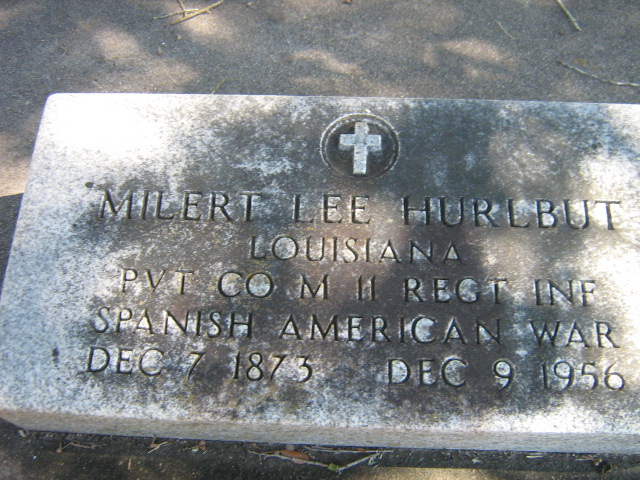 MILERT LEE HURLBUT
LOUISIANA
PVT CO M 11 REGT INF
SPANISH AMERICAN WAR
DEC 7 1873 DEC 9 1956